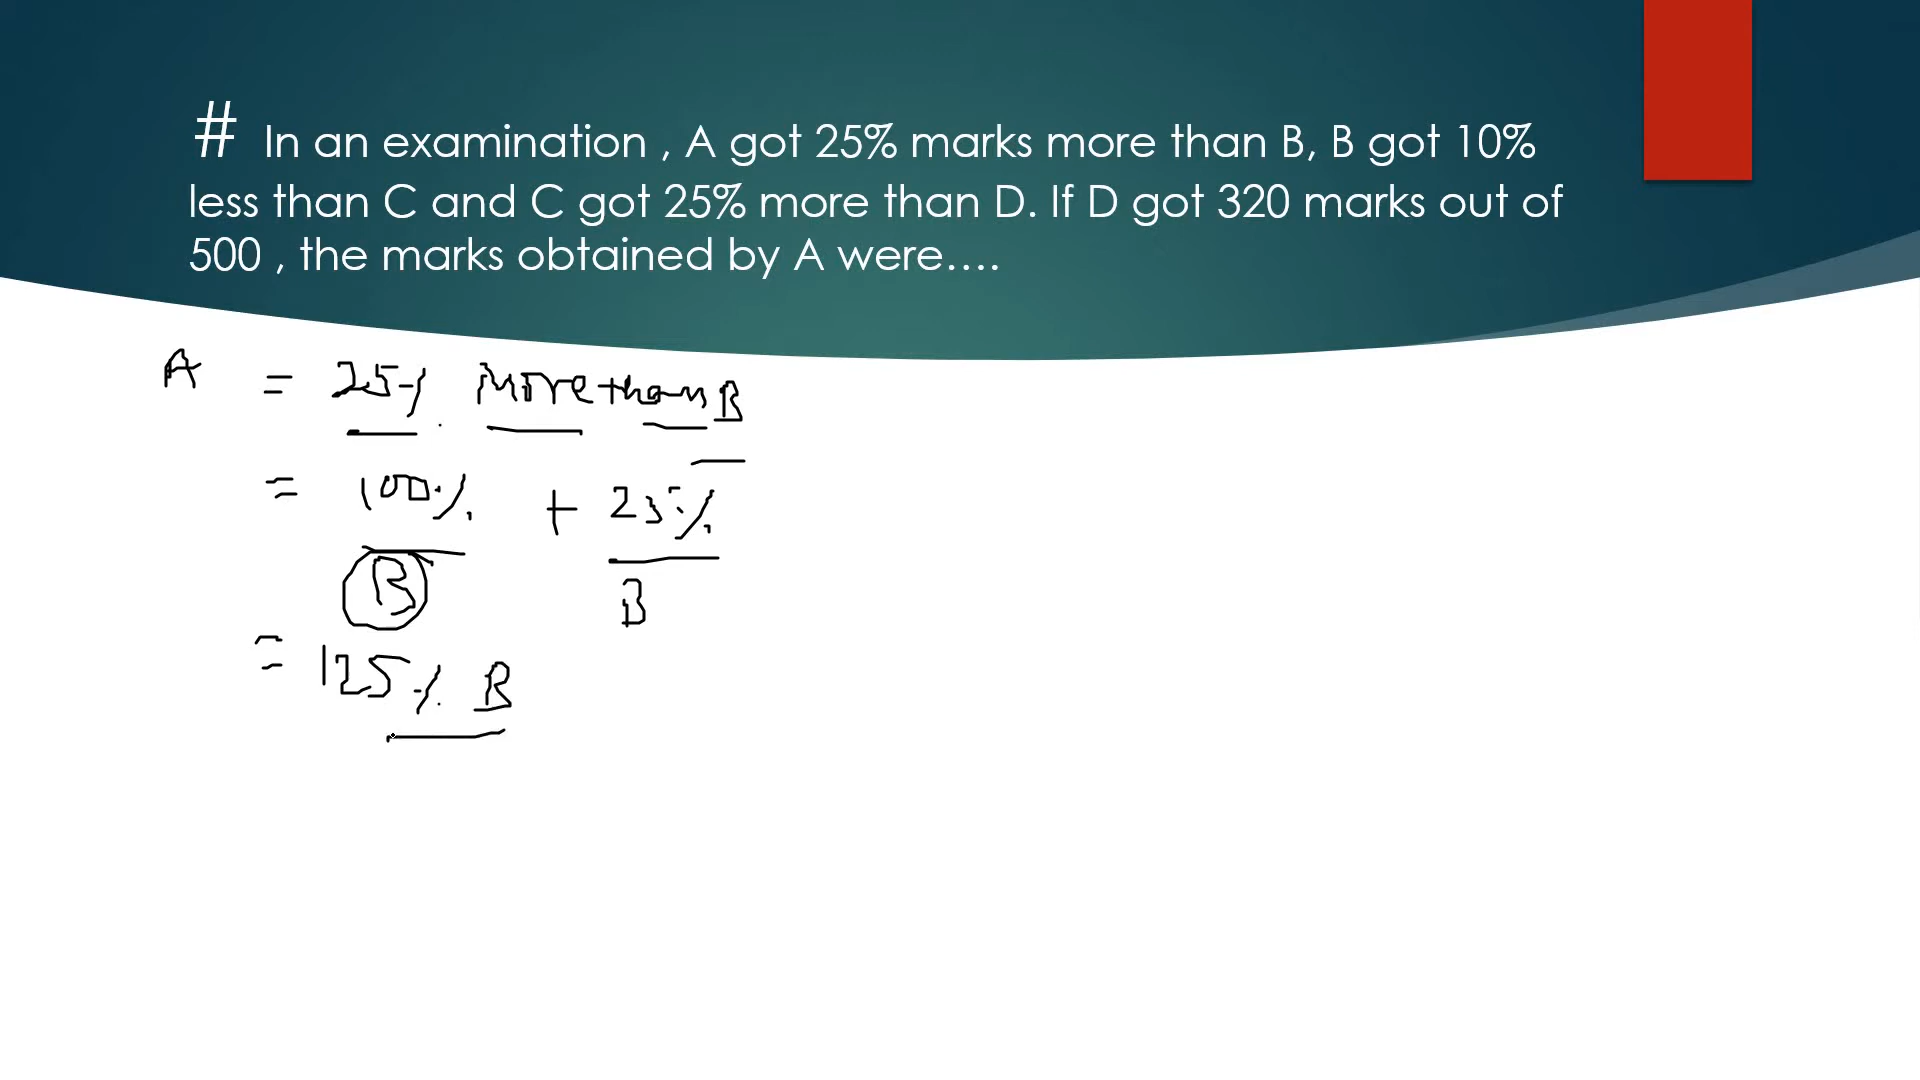 # In an examination , A got 25% marks more than B, B got 10%
less than C and C got 25% more than D. If D got 320 marks out of
500 , the marks obtained by A were....
A = 25% more than B
= 100% + 25%
B B
= 125% B